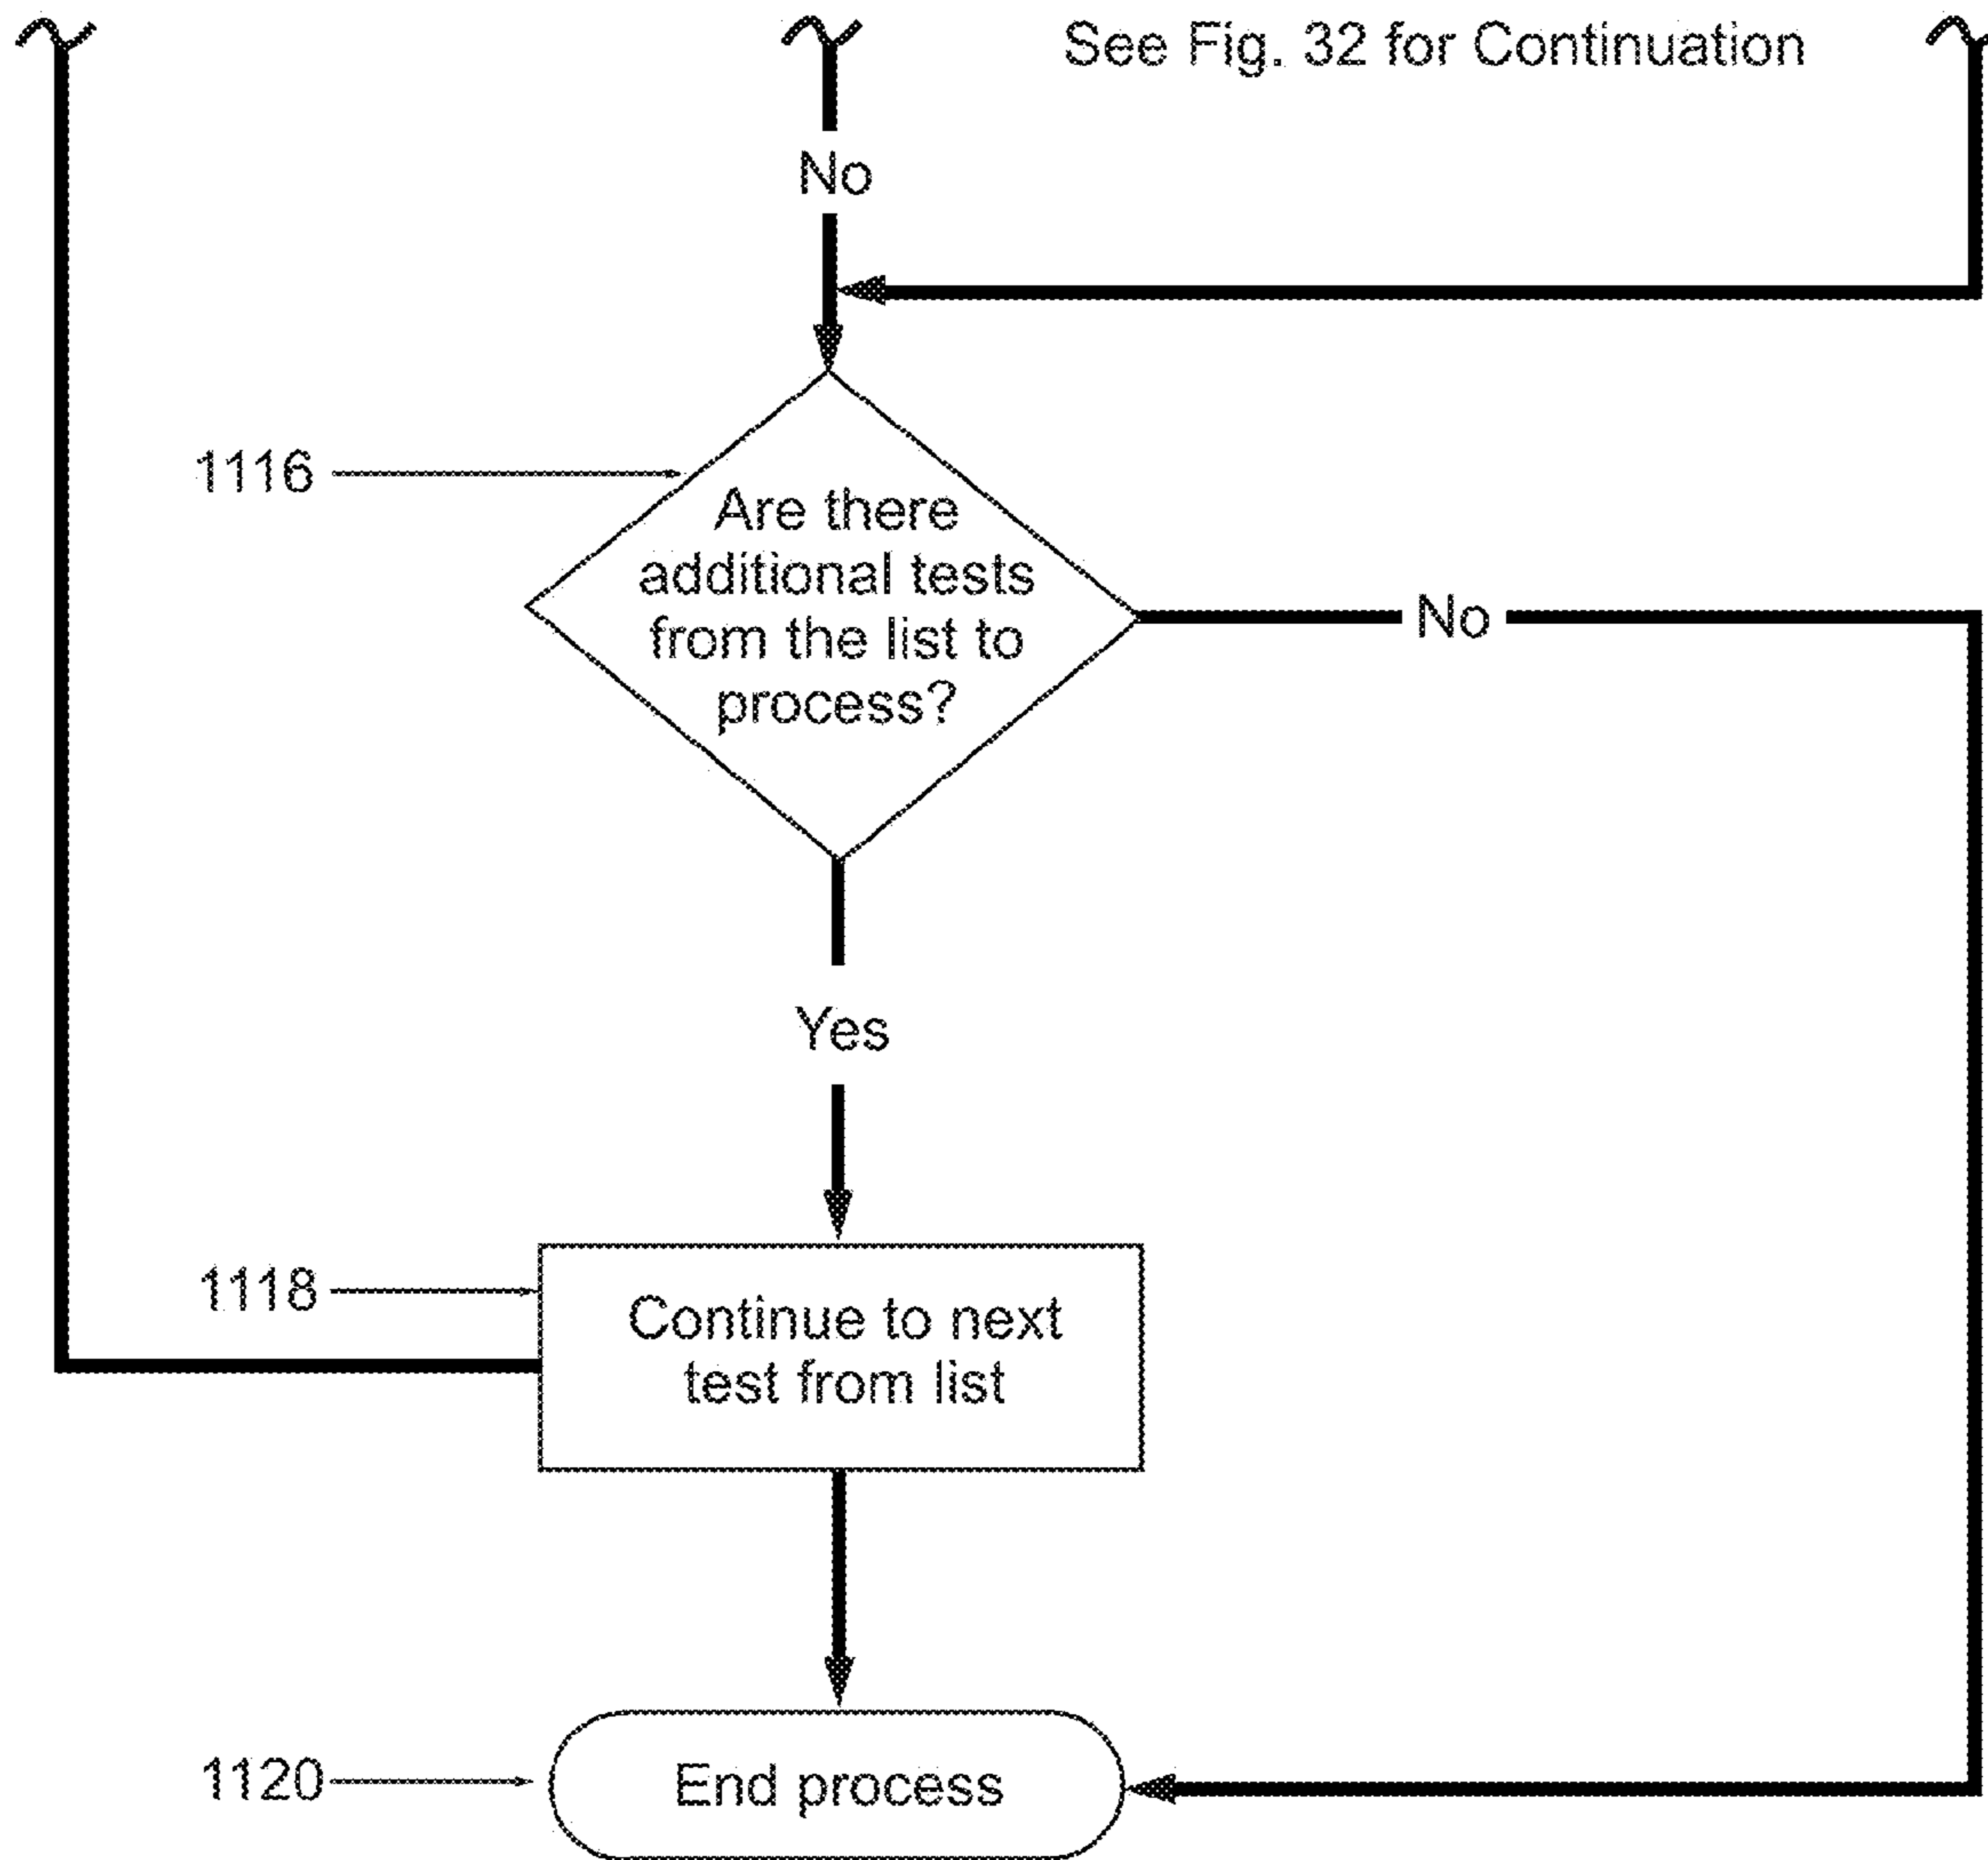 See Fig. 32 for Continuation
No
1116
Are there
additional tests
from the list to
process?
No
Yes
1118
Continue to next
test from list
1120
End process